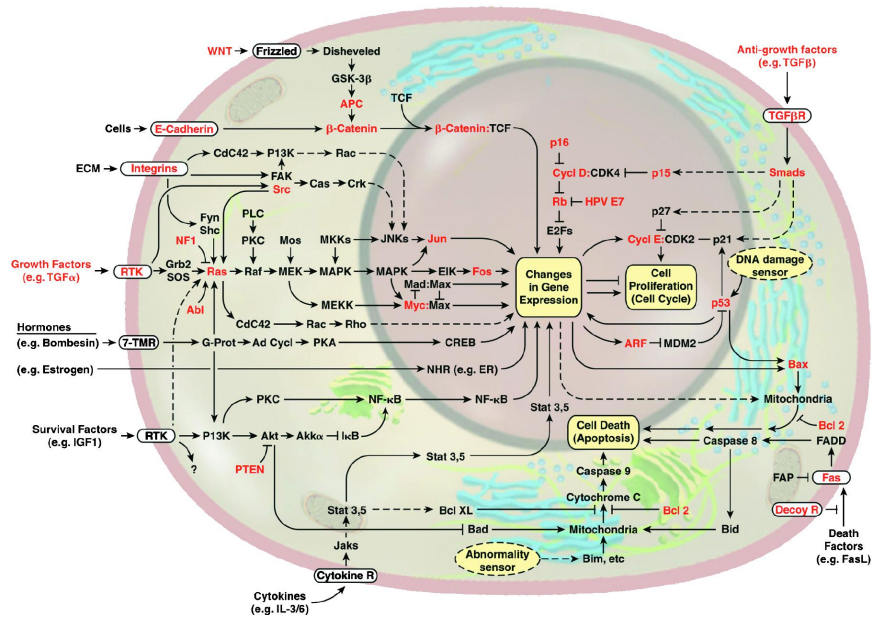 WNT Frizzled Disheveled
Anti-growth factors
(e.g. TGFβ)
GSK-3β
APC
TCF
TGFβR
Cells E-Cadherin β-Catenin β-Catenin:TCF
p16
CdC42 P13K Rac
ECM Integrins
FAK
Cycl D:CDK4 p15 Smads
Src Cas Crk
Rb HPV E7
Fyn
Shc
PLC
p27
E2Fs
NF1
PKC Mos MKKs JNKs Jun
Cycl E:CDK2 p21
Growth Factors
(e.g. TGFα)
RTK Grb2
SOS
Ras Raf MEK MAPK MAPK EIK Fos
Changes
in Gene
Expression
Cell
Proliferation
(Cell Cycle)
DNA damage
sensor
Mad:Max
MEKK Myc:Max
p53
Abl
CdC42 Rac Rho
Hormones
(e.g. Bombesin) 7-TMR G-Prot Ad Cycl PKA CREB
ARF MDM2
(e.g. Estrogen) NHR (e.g. ER)
Bax
PKC NF-κB NF-κB
Mitochondria
Stat 3,5
Survival Factors
(e.g. IGF1)
RTK P13K Akt Akkα IκB
Cell Death
(Apoptosis)
Bcl 2
Caspase 8 FADD
?
PTEN
Stat 3,5
Caspase 9
FAP Fas
Cytochrome C
Stat 3,5 Bcl XL Bcl 2 Decoy R
Bad Mitochondria Bid
Death
Factors
(e.g. FasL)
Jaks
Abnormality
sensor
Bim, etc
Cytokine R
Cytokines
(e.g. IL-3/6)